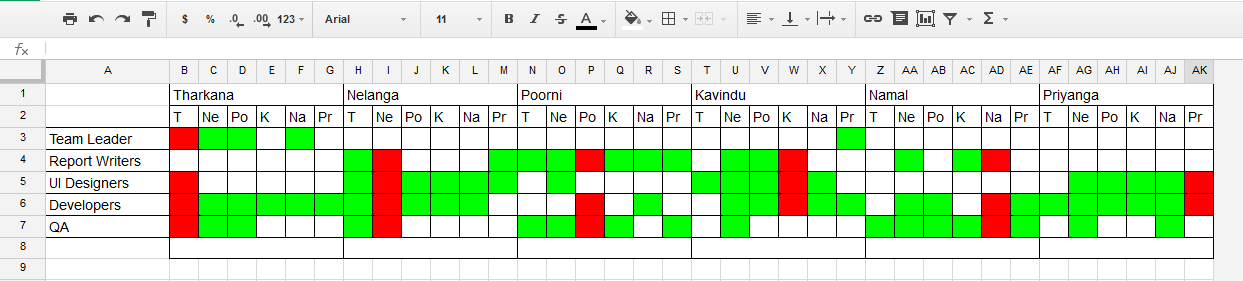 $ % .0 .00 123 Arial 11 B I S A
fx
A B C D E F G H I J K L M N O P Q R S T U V W X Y Z AA AB AC AD AE AF AG AH AI AJ AK
1 Tharkana Nelanga Poorni Kavindu Namal Priyanga
2 T Ne Po K Na Pr T Ne Po K Na Pr T Ne Po K Na Pr T Ne Po K Na Pr T Ne Po K Na Pr T Ne Po K Na Pr
3 Team Leader
4 Report Writers
5 UI Designers
6 Developers
7 QA
8
9